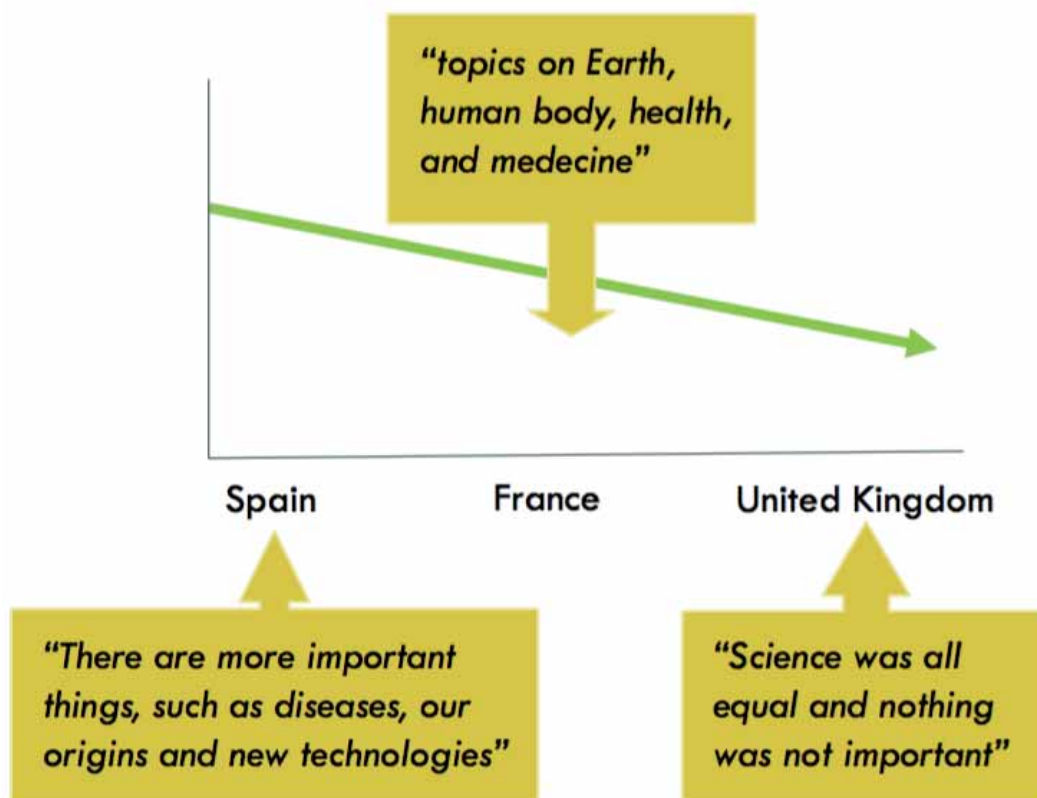 “topics on Earth,
human body, health,
and medecine”
Spain
France
United Kingdom
“There are more important
things, such as diseases, our
origins and new technologies”
“Science was all
equal and nothing
was not important”